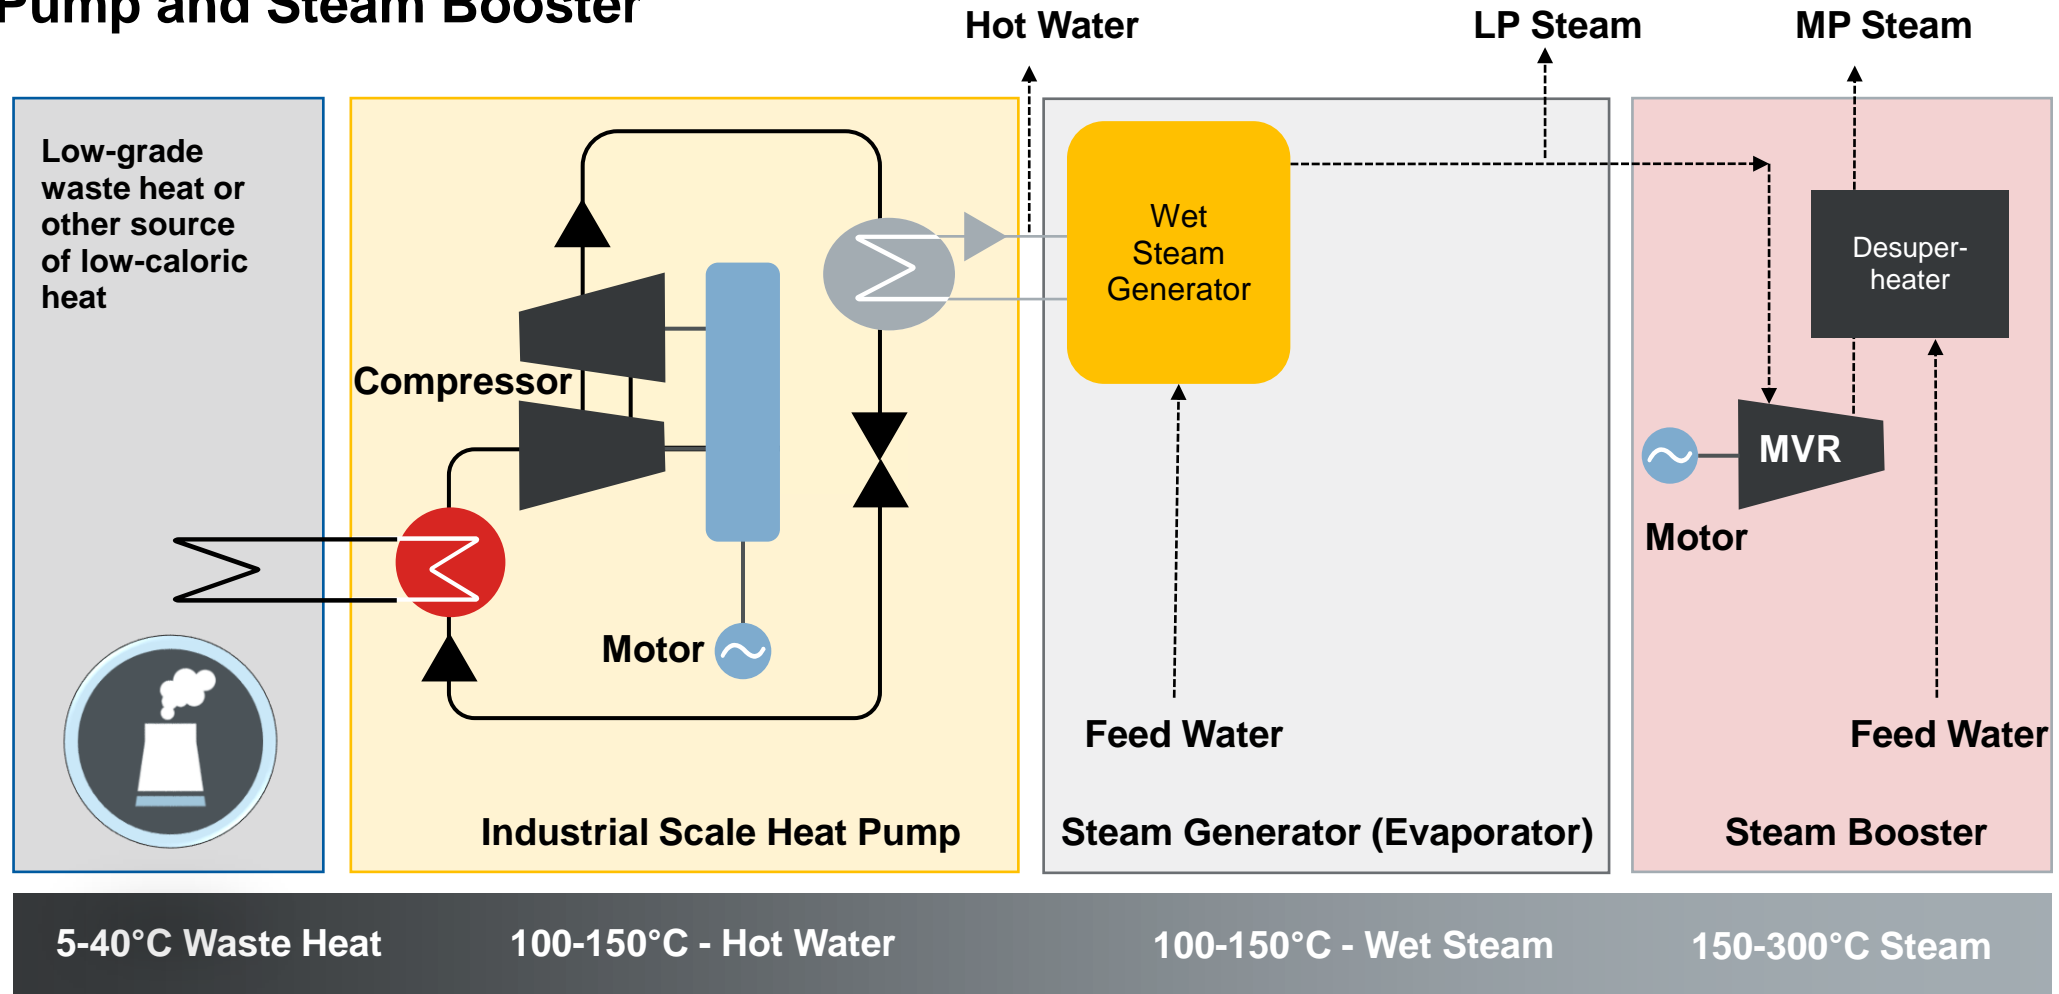 Pump and Steam Booster
Hot Water
LP Steam
MP Steam
Low-grade
waste heat or
other source
of low-caloric
heat
Compressor
Motor
Industrial Scale Heat Pump
Wet
Steam
Generator
Feed Water
Steam Generator (Evaporator)
Desuper-
heater
MVR
Motor
Feed Water
Steam Booster
5-40°C Waste Heat
100-150°C - Hot Water
100-150°C - Wet Steam
150-300°C Steam